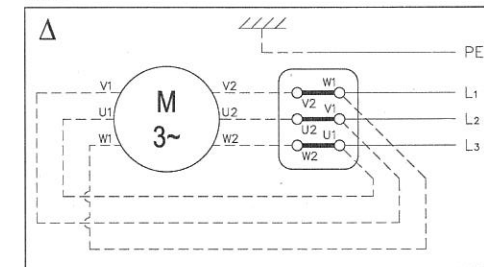 Δ
PE
V1 V2 W1 L1
M V2
U1 U2 V1 L2
3~ U2 U1
W1 W2 L3
W2